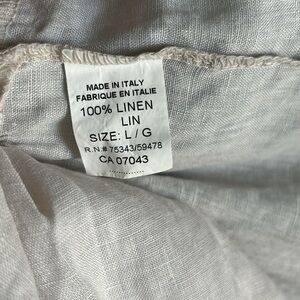 MADE IN ITALY
FABRIQUE EN ITALIE
100% LINEN
LIN
SIZE: L / G
R.N.# 75343/59478
CA 07043